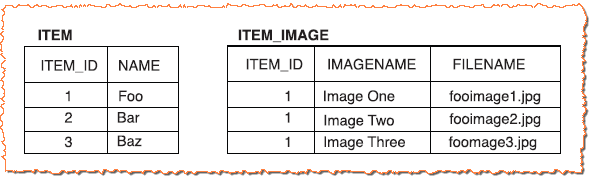 ITEM ITEM_IMAGE
ITEM_ID NAME ITEM_ID IMAGENAME FILENAME
1 Foo 1 Image One fooimage1.jpg
2 Bar 1 Image Two fooimage2.jpg
3 Baz 1 Image Three foomage3.jpg